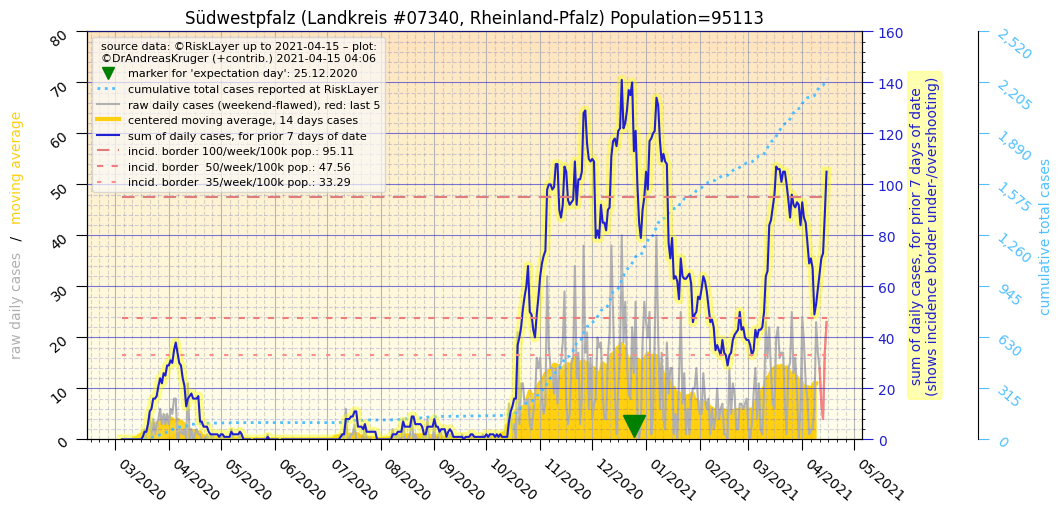 Südwestpfalz (Landkreis #07340, Rheinland-Pfalz) Population=95113
source data: ©RiskLayer up to 2021-04-15 – plot:
©DrAndreasKruger (+contrib.) 2021-04-15 04:06
marker for 'expectation day': 25.12.2020
cumulative total cases reported at RiskLayer
raw daily cases (weekend-flawed), red: last 5
centered moving average, 14 days cases
sum of daily cases, for prior 7 days of date
incid. border 100/week/100k pop.: 95.11
incid. border  50/week/100k pop.: 47.56
incid. border  35/week/100k pop.: 33.29
raw daily cases / moving average
80
70
60
50
40
30
20
10
0
160
140
120
100
80
60
40
20
0
sum of daily cases, for prior 7 days of date
(shows incidence border under-/overshooting)
2,520
2,205
1,890
1,575
1,260
945
630
315
0
cumulative total cases
03/2020
04/2020
05/2020
06/2020
07/2020
08/2020
09/2020
10/2020
11/2020
12/2020
01/2021
02/2021
03/2021
04/2021
05/2021